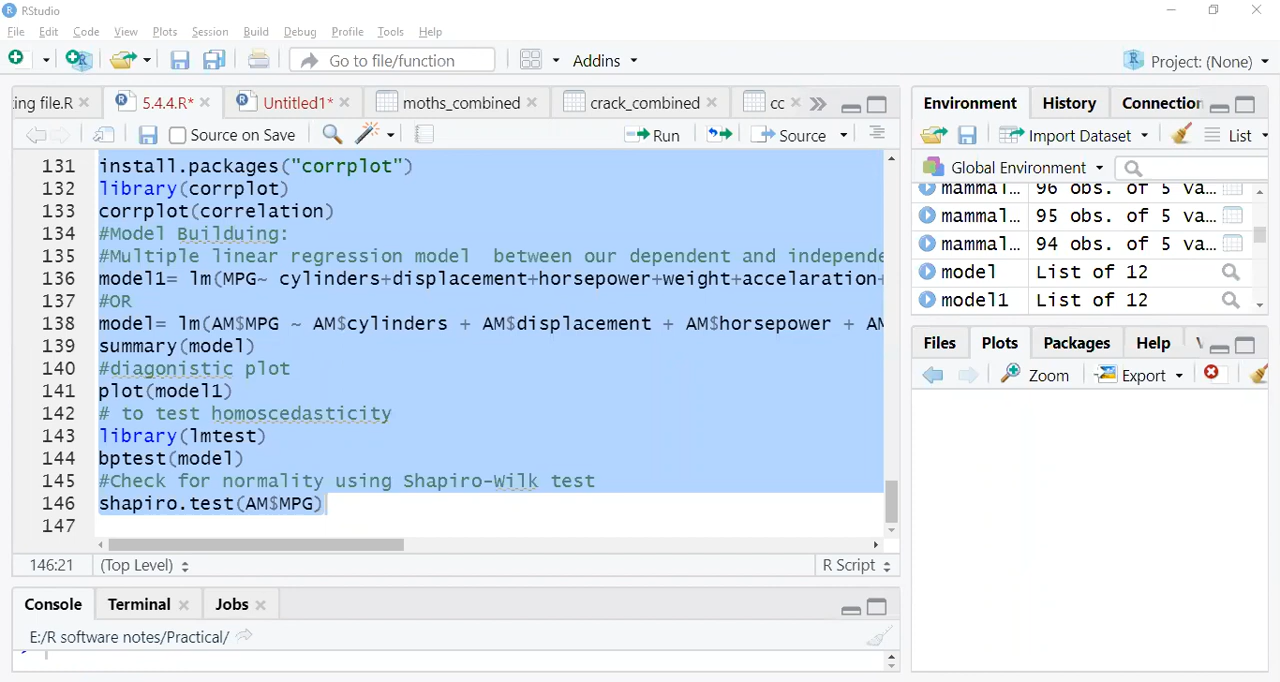 RStudio
File Edit Code View Plots Session Build Debug Profile Tools Help
Go to file/function Addins Project: (None)
ing file.R 5.4.4.R* Untitled1* moths_combined crack_combined cc
Source on Save Run Source
131 install.packages("corrplot")
132 library(corrplot)
133 corrplot(correlation)
134 #Model Builduing:
135 #Multiple linear regression model between our dependent and independe
136 model1= lm(MPG~ cylinders+displacement+horsepower+weight+accelaration+
137 #OR
138 model= lm(AM$MPG ~ AM$cylinders + AM$displacement + AM$horsepower + AM
139 summary(model)
140 #diagonistic plot
141 plot(model1)
142 # to test homoscedasticity
143 library(lmtest)
144 bptest(model)
145 #Check for normality using Shapiro-Wilk test
146 shapiro.test(AM$MPG)
147
146:21 (Top Level) R Script
Console Terminal Jobs
E:/R software notes/Practical/
Environment History Connection
Import Dataset List
Global Environment
mammal... 96 obs. of 5 va...
mammal... 95 obs. of 5 va...
mammal... 94 obs. of 5 va...
model List of 12
model1 List of 12
Files Plots Packages Help
Zoom Export